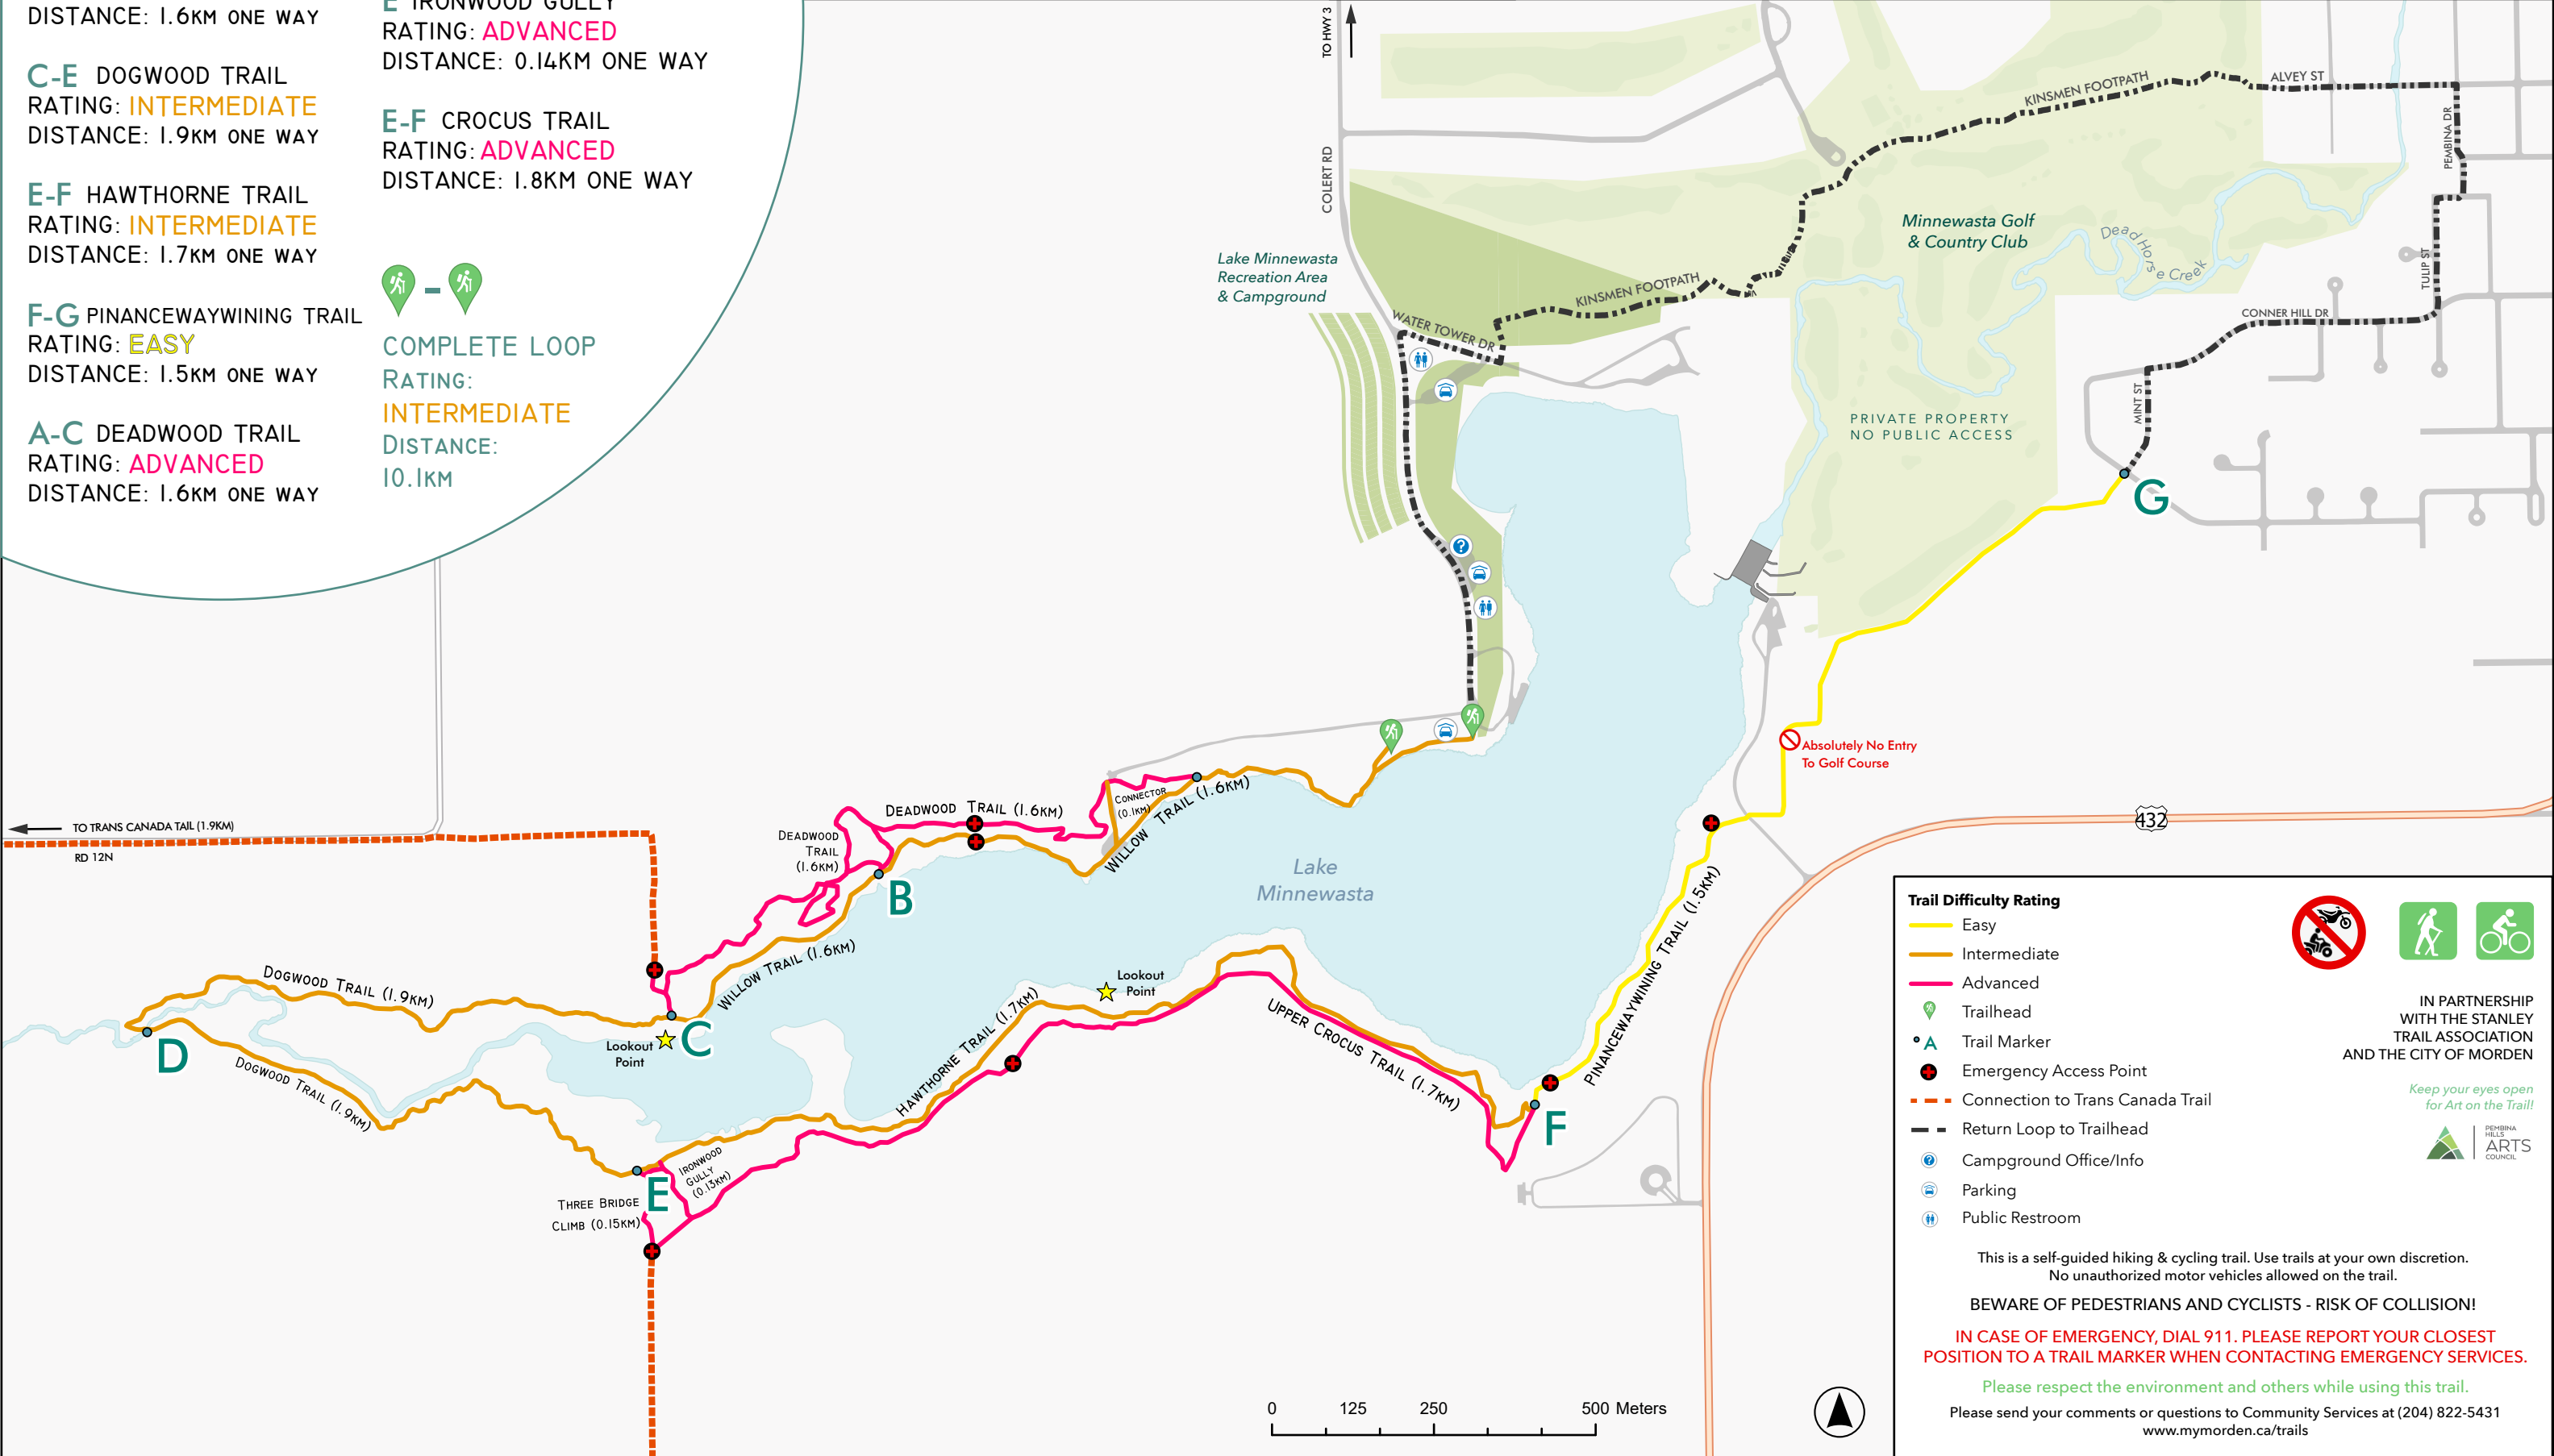 DISTANCE: 1.6KM ONE WAY
C-E DOGWOOD TRAIL
RATING: INTERMEDIATE
DISTANCE: 1.9KM ONE WAY
E-F HAWTHORNE TRAIL
RATING: INTERMEDIATE
DISTANCE: 1.7KM ONE WAY
F-G PINANCEWAYWINING TRAIL
RATING: EASY
DISTANCE: 1.5KM ONE WAY
A-C DEADWOOD TRAIL
RATING: ADVANCED
DISTANCE: 1.6KM ONE WAY
E IRONWOOD GULLY
RATING: ADVANCED
DISTANCE: 0.14KM ONE WAY
E-F CROCUS TRAIL
RATING: ADVANCED
DISTANCE: 1.8KM ONE WAY
-
COMPLETE LOOP
RATING:
INTERMEDIATE
DISTANCE:
10.1KM
TO HWY 3
COLERT RD
Lake Minnewasta
Recreation Area
& Campground
WATER TOWER DR
KINSMEN FOOTPATH
KINSMEN FOOTPATH
ALVEY ST
PEMBINA DR
TULIP ST
CONNER HILL DR
MINT ST
Minnewasta Golf
& Country Club
Dead Horse Creek
PRIVATE PROPERTY
NO PUBLIC ACCESS
G
Absolutely No Entry
To Golf Course
432
TO TRANS CANADA TAIL (1.9KM)
RD 12N
DEADWOOD TRAIL (1.6KM)
DEADWOOD
TRAIL
(1.6KM)
CONNECTOR
(0.1KM)
WILLOW TRAIL (1.6KM)
B
WILLOW TRAIL (1.6KM)
Lake
Minnewasta
DOGWOOD TRAIL (1.9KM)
D
DOGWOOD TRAIL (1.9KM)
Lookout
Point
C
Lookout
Point
HAWTHORNE TRAIL (1.7KM)
UPPER CROCUS TRAIL (1.7KM)
PINANCEWAYWINING TRAIL (1.5KM)
F
E
IRONWOOD
GULLY
(0.13KM)
THREE BRIDGE
CLIMB (0.15KM)
0 125 250 500 Meters
Trail Difficulty Rating
Easy
Intermediate
Advanced
Trailhead
A Trail Marker
Emergency Access Point
Connection to Trans Canada Trail
Return Loop to Trailhead
? Campground Office/Info
Parking
Public Restroom
IN PARTNERSHIP
WITH THE STANLEY
TRAIL ASSOCIATION
AND THE CITY OF MORDEN
Keep your eyes open
for Art on the Trail!
PEMBINA
HILLS
ARTS
COUNCIL
This is a self-guided hiking & cycling trail. Use trails at your own discretion.
No unauthorized motor vehicles allowed on the trail.
BEWARE OF PEDESTRIANS AND CYCLISTS - RISK OF COLLISION!
IN CASE OF EMERGENCY, DIAL 911. PLEASE REPORT YOUR CLOSEST
POSITION TO A TRAIL MARKER WHEN CONTACTING EMERGENCY SERVICES.
Please respect the environment and others while using this trail.
Please send your comments or questions to Community Services at (204) 822-5431
www.mymorden.ca/trails